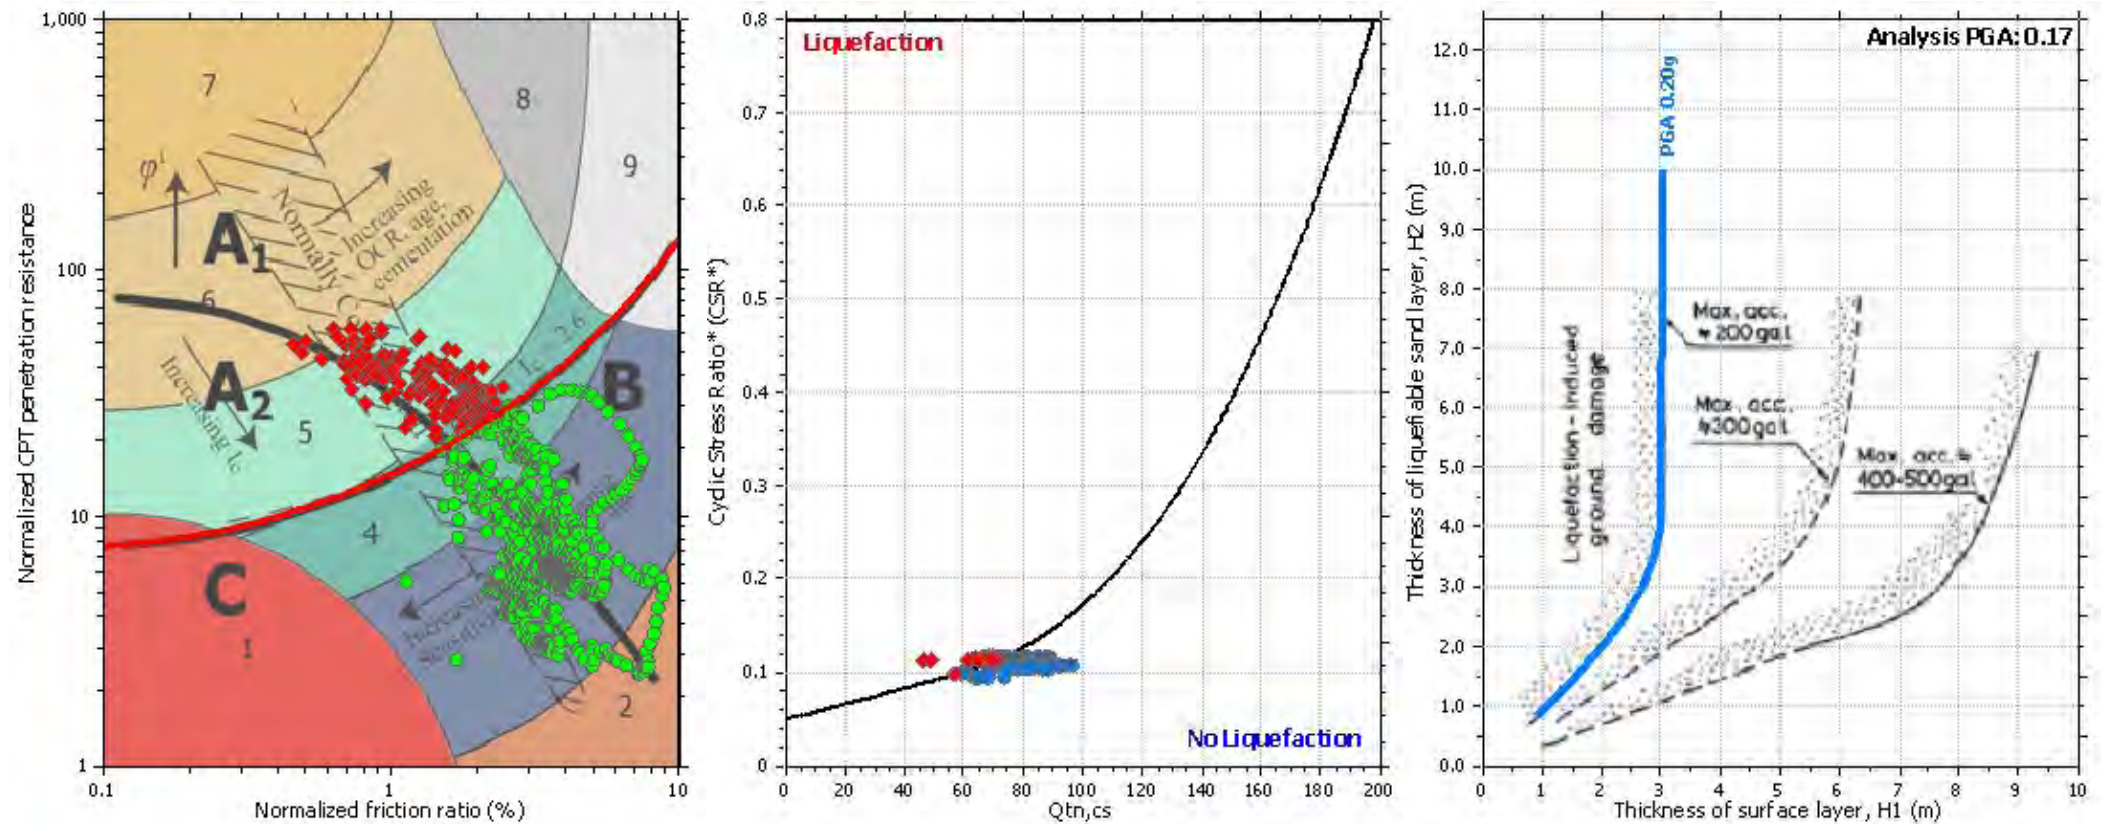 Normalized CPT penetration resistance
1,000
100
10
1
0.1
1
10
Normalized friction ratio (%)
7
8
9
φ'
A1
Normally
Increasing
OCR, age,
cementation
6
A2
Increasing Ic
5
Ic
2.6
B
4
C
1
Increasing
2
Cyclic Stress Ratio* (CSR*)
0.8
0.7
0.6
0.5
0.4
0.3
0.2
0.1
0
Liquefaction
No Liquefaction
0
20
40
60
80
100
120
140
160
180
200
Qtn,cs
Thickness of liquefiable sand layer, H2 (m)
12.0
11.0
10.0
9.0
8.0
7.0
6.0
5.0
4.0
3.0
2.0
1.0
0.0
Analysis PGA: 0.17
PGA 0.20g
Liquefaction - induced
ground damage
Max. acc.
≒ 200 gal
Max. acc.
≒300gal
Max. acc. ≒
400-500gal
0
1
2
3
4
5
6
7
8
9
10
Thickness of surface layer, H1 (m)